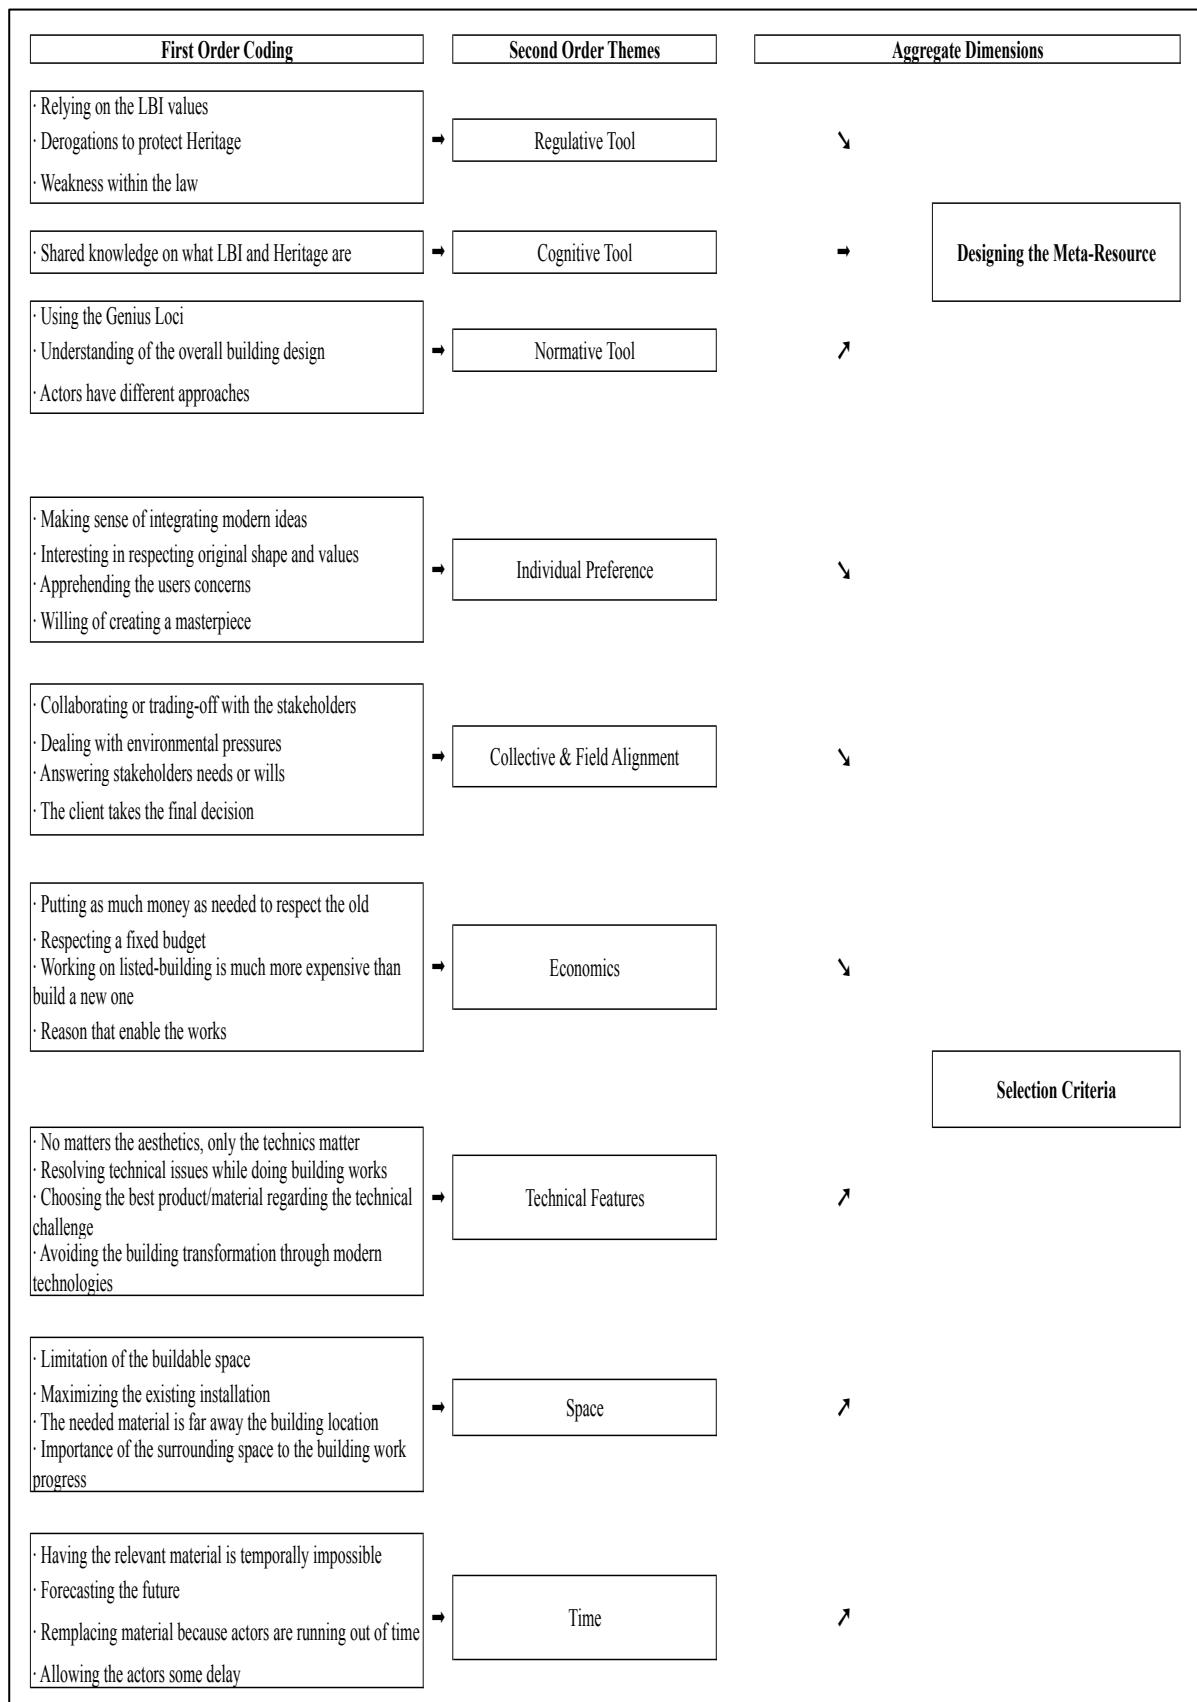 First Order Coding
Second Order Themes
Aggregate Dimensions
· Relying on the LBI values
· Derogations to protect Heritage
· Weakness within the law
Regulative Tool
· Shared knowledge on what LBI and Heritage are
Cognitive Tool
Designing the Meta-Resource
· Using the Genius Loci
· Understanding of the overall building design
· Actors have different approaches
Normative Tool
· Making sense of integrating modern ideas
· Interesting in respecting original shape and values
· Apprehending the users concerns
· Willing of creating a masterpiece
Individual Preference
· Collaborating or trading-off with the stakeholders
· Dealing with environmental pressures
· Answering stakeholders needs or wills
· The client takes the final decision
Collective & Field Alignment
· Putting as much money as needed to respect the old
· Respecting a fixed budget
· Working on listed-building is much more expensive than
build a new one
· Reason that enable the works
Economics
Selection Criteria
· No matters the aesthetics, only the technics matter
· Resolving technical issues while doing building works
· Choosing the best product/material regarding the technical
challenge
· Avoiding the building transformation through modern
technologies
Technical Features
· Limitation of the buildable space
· Maximizing the existing installation
· The needed material is far away the building location
· Importance of the surrounding space to the building work
progress
Space
· Having the relevant material is temporally impossible
· Forecasting the future
· Remplacing material because actors are running out of time
· Allowing the actors some delay
Time